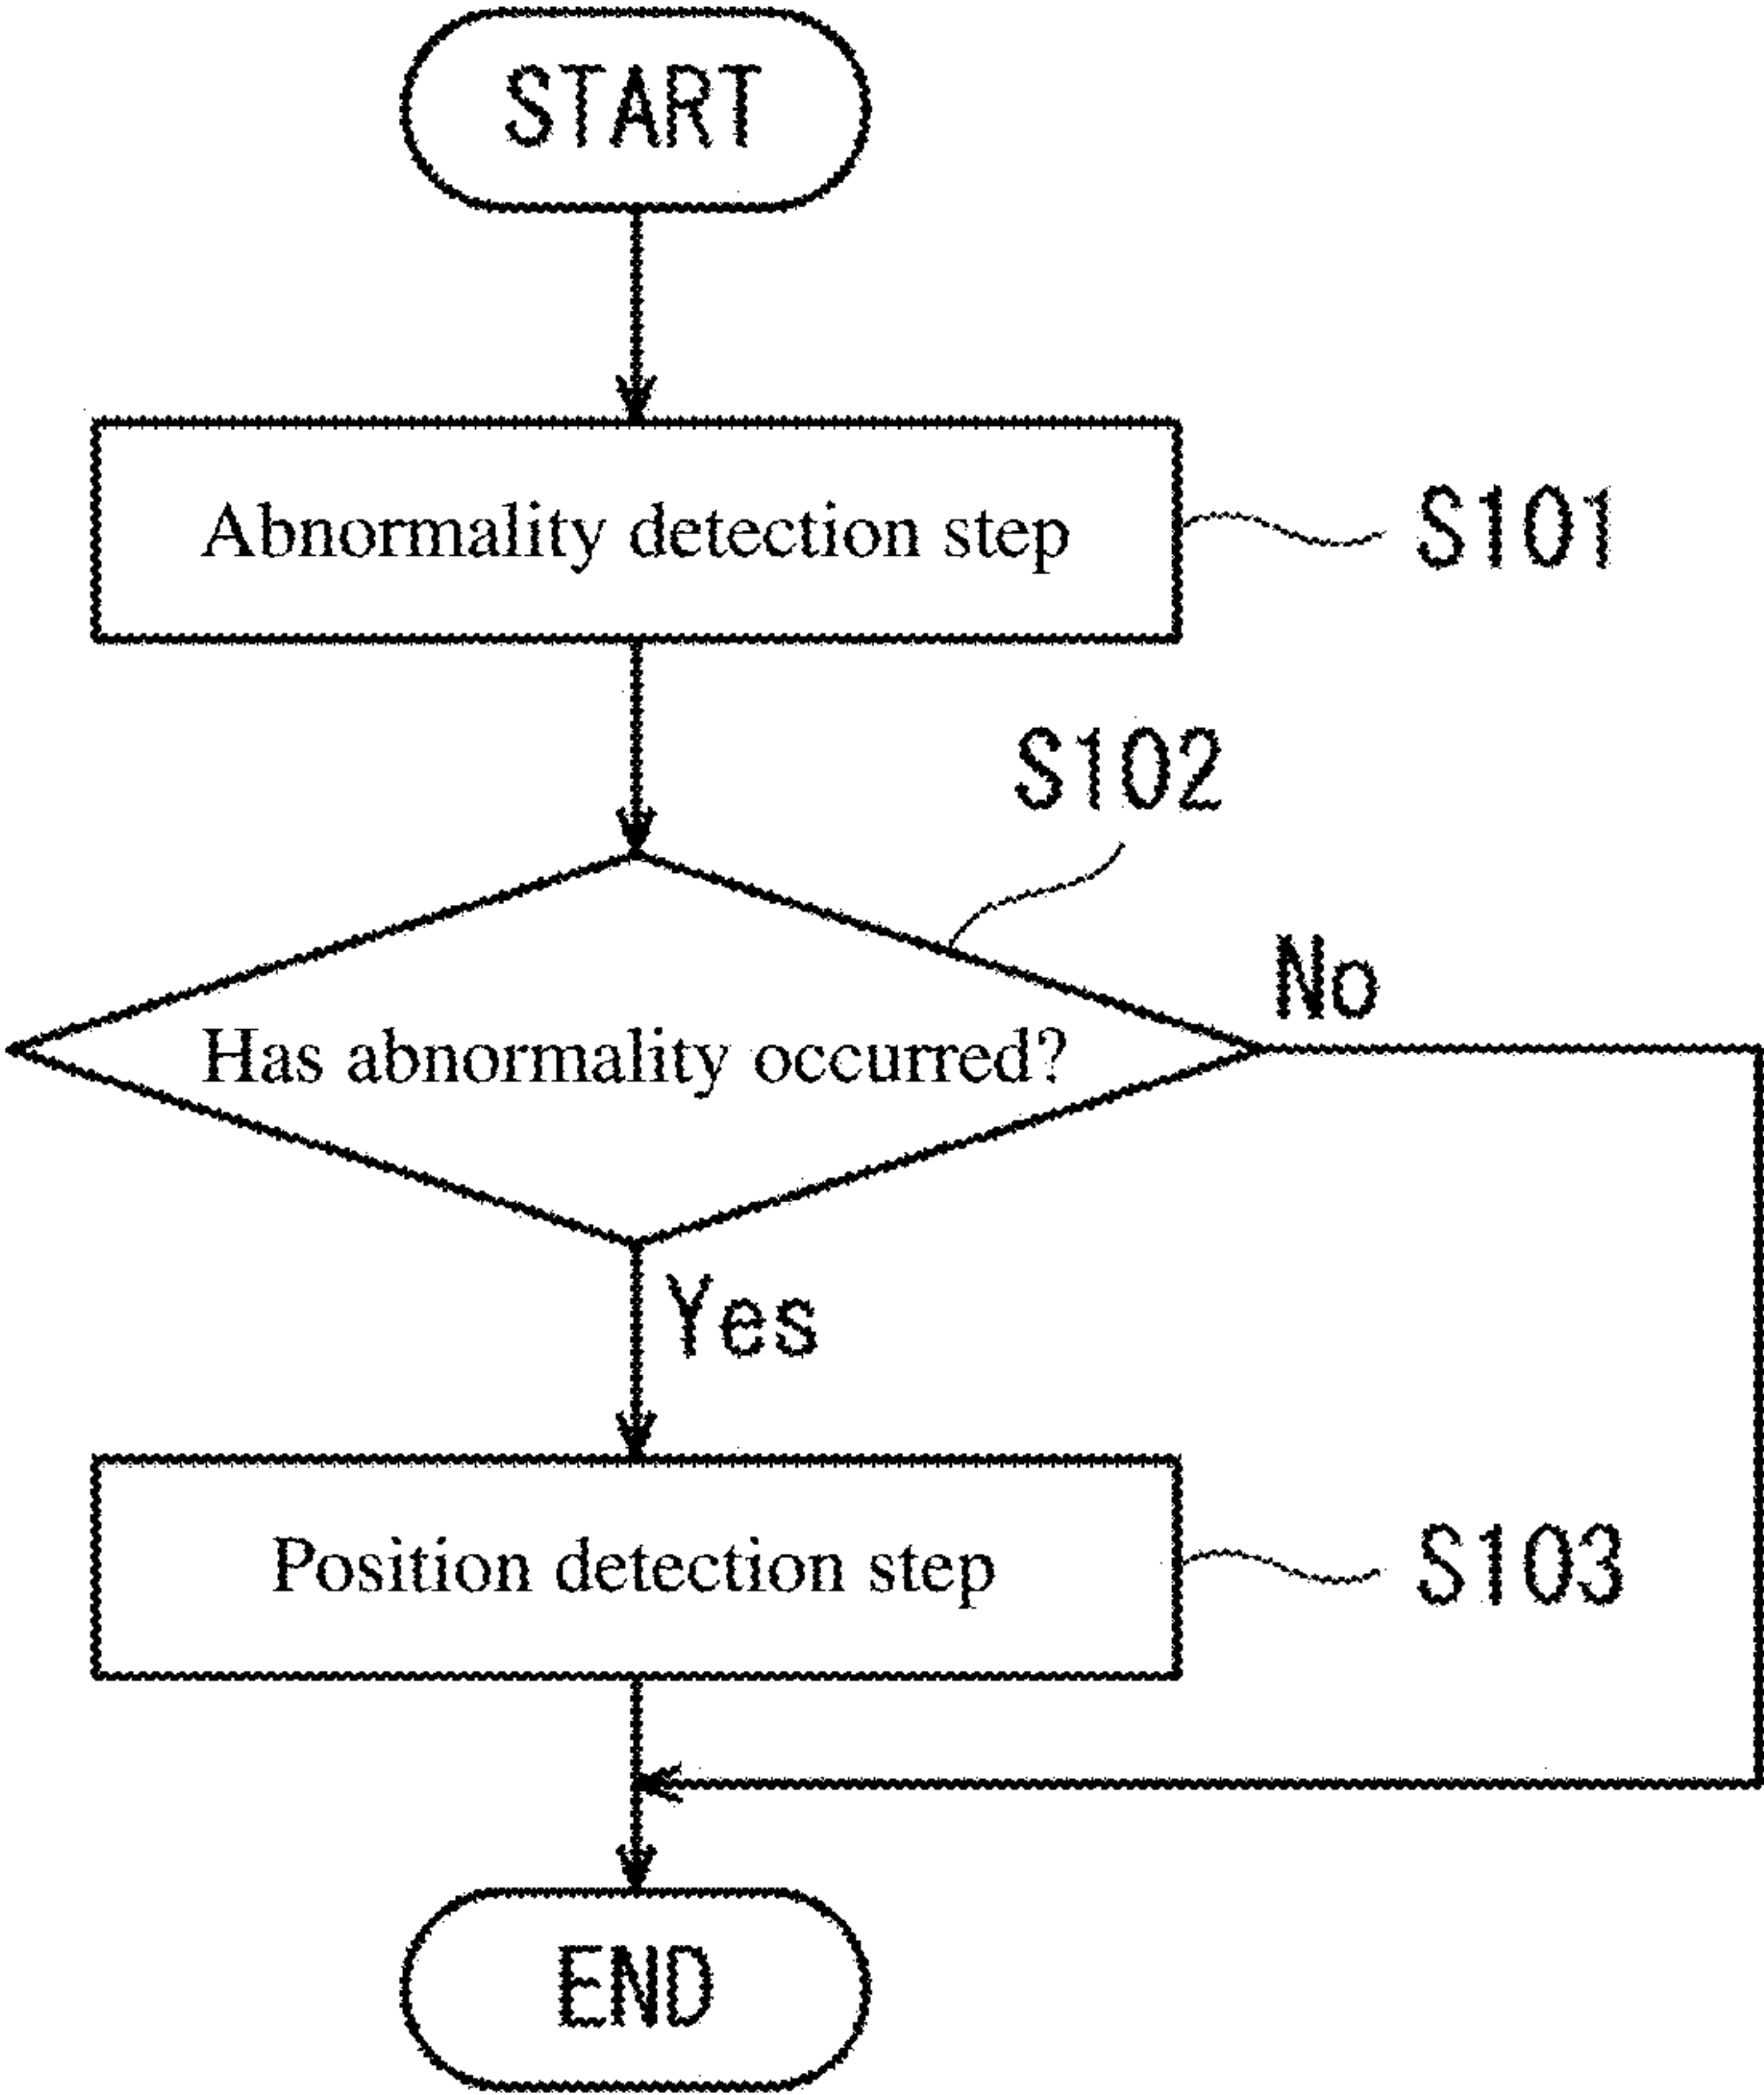 START
Abnormality detection step
S101
S102
Has abnormality occurred?
No
Yes
Position detection step
S103
END